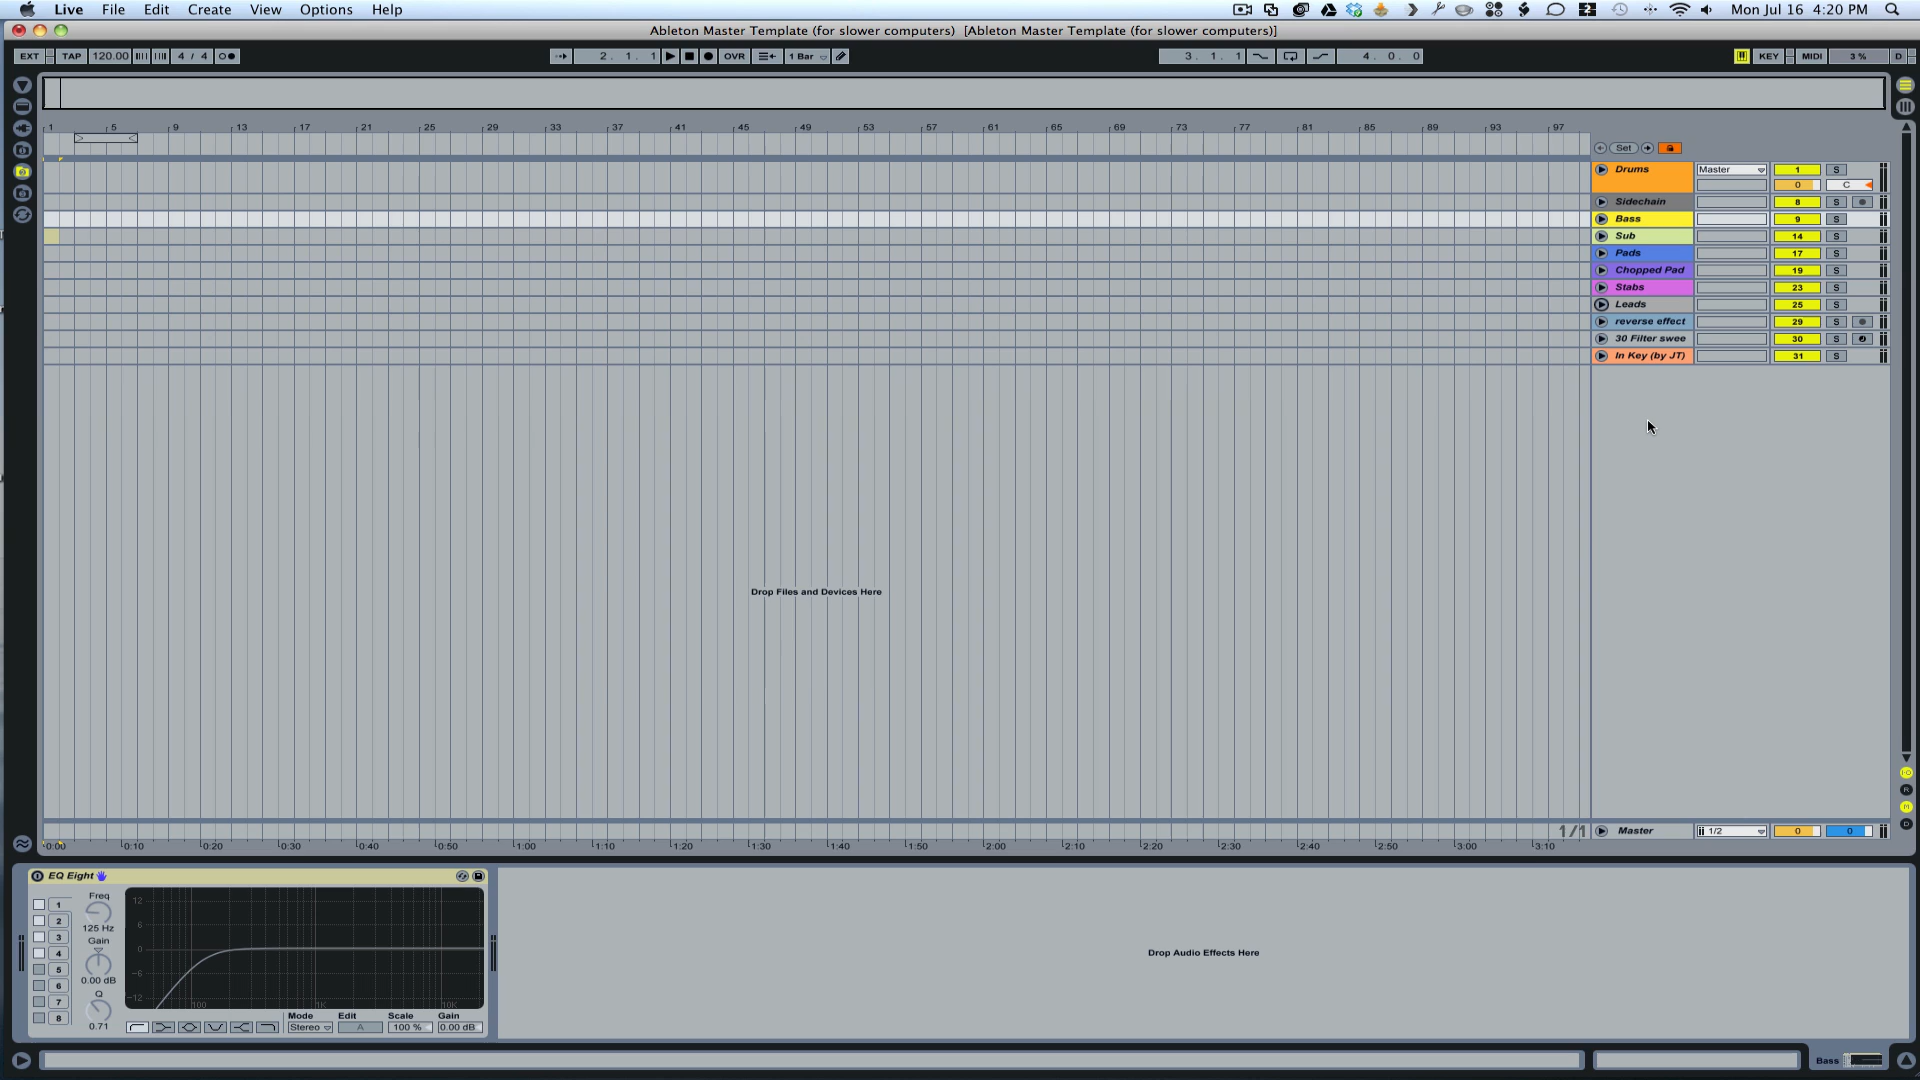 Live File Edit Create View Options Help Mon Jul 16 4:20 PM
Ableton Master Template (for slower computers) [Ableton Master Template (for slower computers)]
EXT TAP 120.00 4 / 4 2. 1. 1 OVR 1 Bar 3. 1. 1 4. 0. 0 KEY MIDI 3 % D
1 5 9 13 17 21 25 29 33 37 41 45 49 53 57 61 65 69 73 77 81 85 89 93 97
Set
Drums Master 1 S
0 C
Sidechain 8 S
Bass 9 S
Sub 14 S
Pads 17 S
Chopped Pad 19 S
Stabs 23 S
Leads 25 S
reverse effect 29 S
30 Filter swee 30 S
In Key (by JT) 31 S
Drop Files and Devices Here
R
D
1/1 Master 1/2 0 0
0:00 0:10 0:20 0:30 0:40 0:50 1:00 1:10 1:20 1:30 1:40 1:50 2:00 2:10 2:20 2:30 2:40 2:50 3:00 3:10
EQ Eight
1
2
3
4
5
6
7
8
Freq
125 Hz
Gain
0.00 dB
Q
0.71
12
6
0
-6
-12
100 1K 10K
Mode Edit Scale Gain
Stereo A 100 % 0.00 dB
Drop Audio Effects Here
Bass